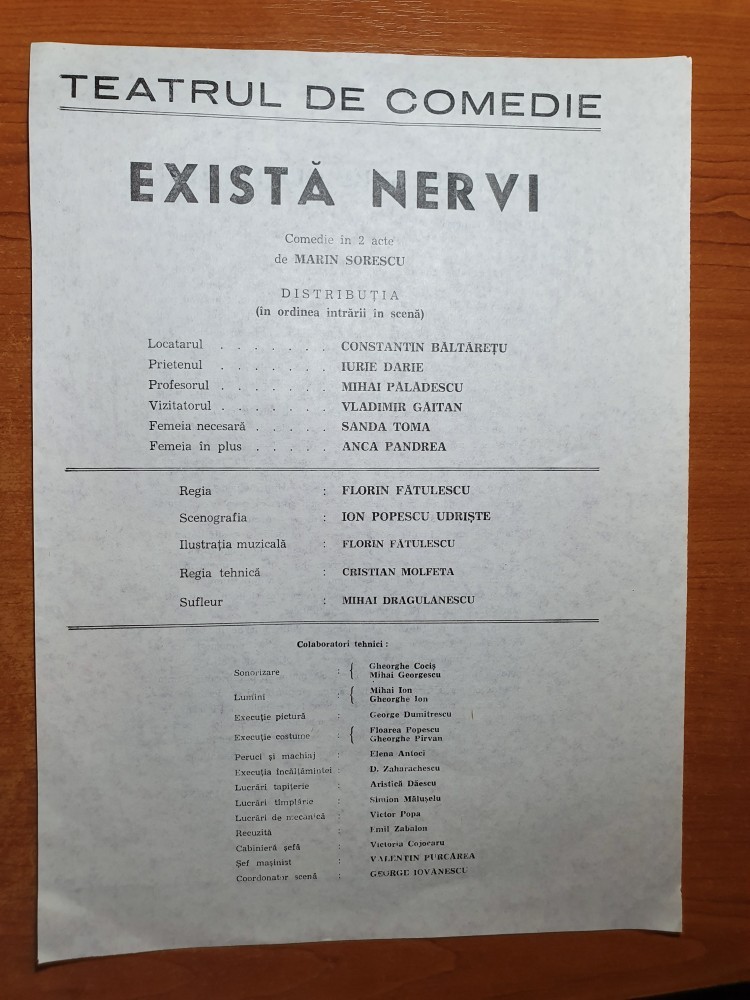 TEATRUL DE COMEDIE
EXISTĂ NERVI
Comedie in 2 acte
de MARIN SORESCU
DISTRIBUȚIA
(în ordinea intrării în scenă)
Locatarul . . . . . . . CONSTANTIN BĂLTĂREȚU
Prietenul . . . . . . . IURIE DARIE
Profesorul . . . . . . . MIHAI PĂLĂDESCU
Vizitatorul . . . . . . . VLADIMIR GĂITAN
Femeia necesară . . . . . SANDA TOMA
Femeia în plus . . . . . ANCA PANDREA
Regia : FLORIN FĂTULESCU
Scenografia : ION POPESCU UDRIȘTE
Ilustrația muzicală : FLORIN FĂTULESCU
Regia tehnică : CRISTIAN MOLFETA
Sufleur : MIHAI DRAGULANESCU
Colaboratori tehnici :
Sonorizare : { Gheorghe Cociș
Mihai Georgescu
Lumini : { Mihai Ion
Gheorghe Ion
Execuție pictură : George Dumitrescu
Execuție costume : { Floarea Popescu
Gheorghe Pîrvan
Peruci și machiaj : Elena Antoci
Execuția încălțămintei : D. Zaharachescu
Lucrări tapițerie : Aristică Dăescu
Lucrări tîmplărie : Simion Mălușelu
Lucrări de mecanică : Victor Popa
Recuzită : Emil Zabalon
Cabinieră șefă : Victoria Cojocaru
Șef mașinist : VALENTIN PURCĂREA
Coordonator scenă : GEORGE IOVĂNESCU